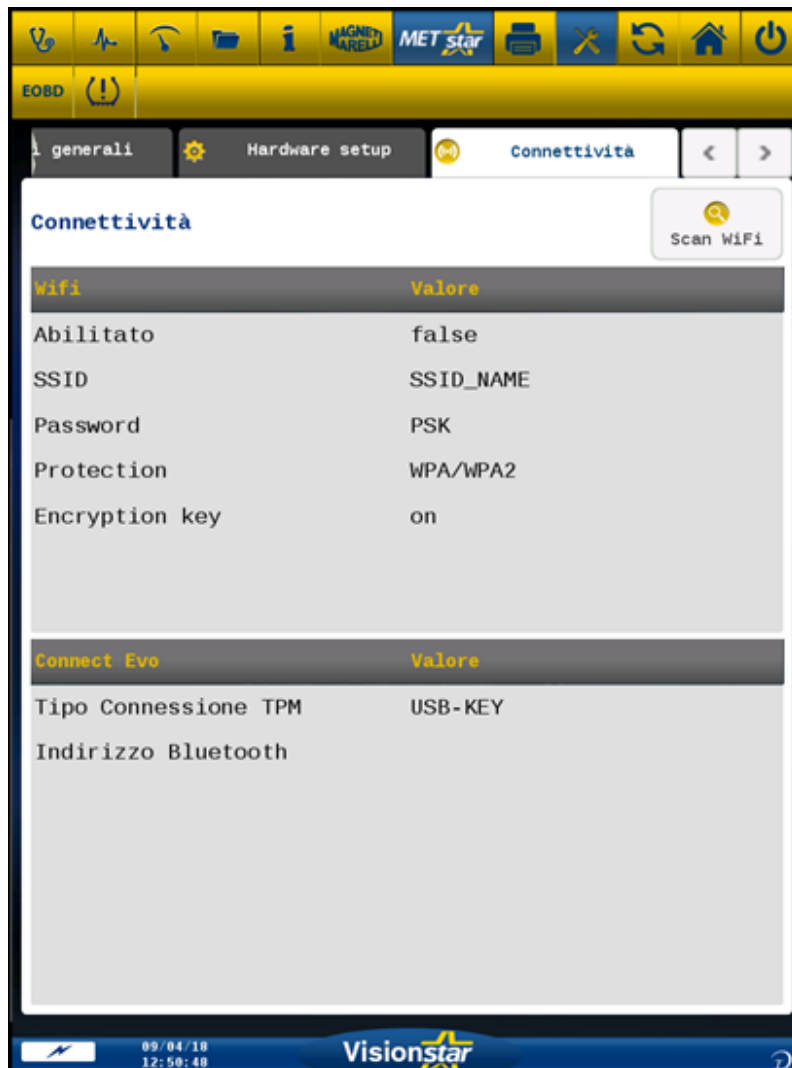 MAGNETI MARELLI
MET star
EOBD
i generali
Hardware setup
Connettività
Connettività
Scan WiFi
Wifi Valore
Abilitato false
SSID SSID_NAME
Password PSK
Protection WPA/WPA2
Encryption key on
Connect Evo Valore
Tipo Connessione TPM USB-KEY
Indirizzo Bluetooth
09/04/18
12:50:48
Visionstar